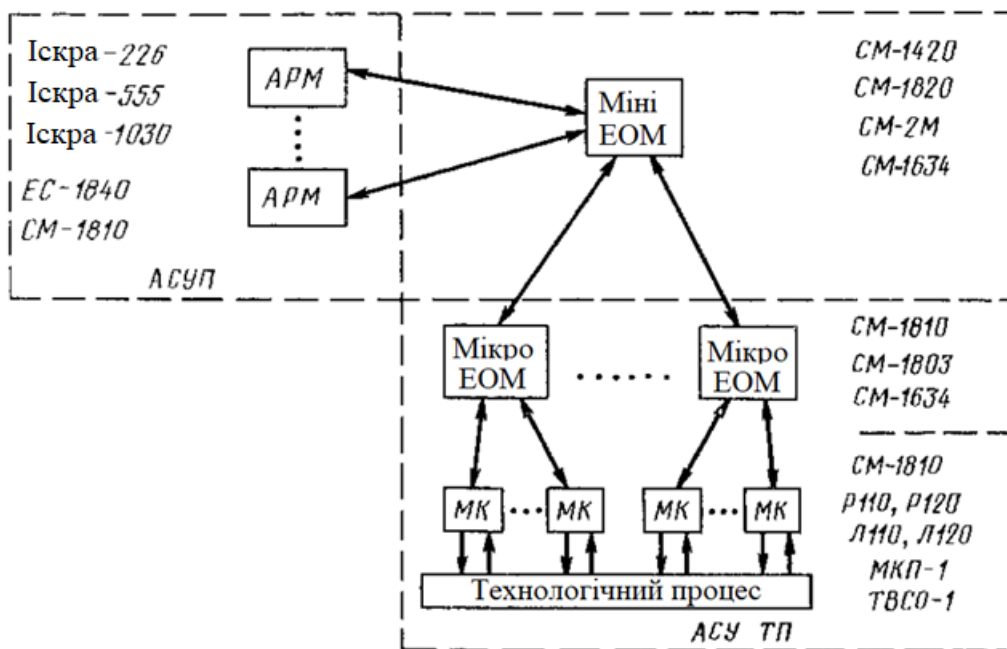 Іскра-226
Іскра-555
Іскра-1030
ЕС-1840
СМ-1810
АСУП
АРМ
АРМ
Міні
ЕОМ
СМ-1420
СМ-1820
СМ-2М
СМ-1634
Мікро
ЕОМ
Мікро
ЕОМ
СМ-1810
СМ-1803
СМ-1634
МК
МК
МК
МК
СМ-1810
Р110, Р120
Л110, Л120
МКП-1
ТВСО-1
Технологічний процес
АСУ ТП